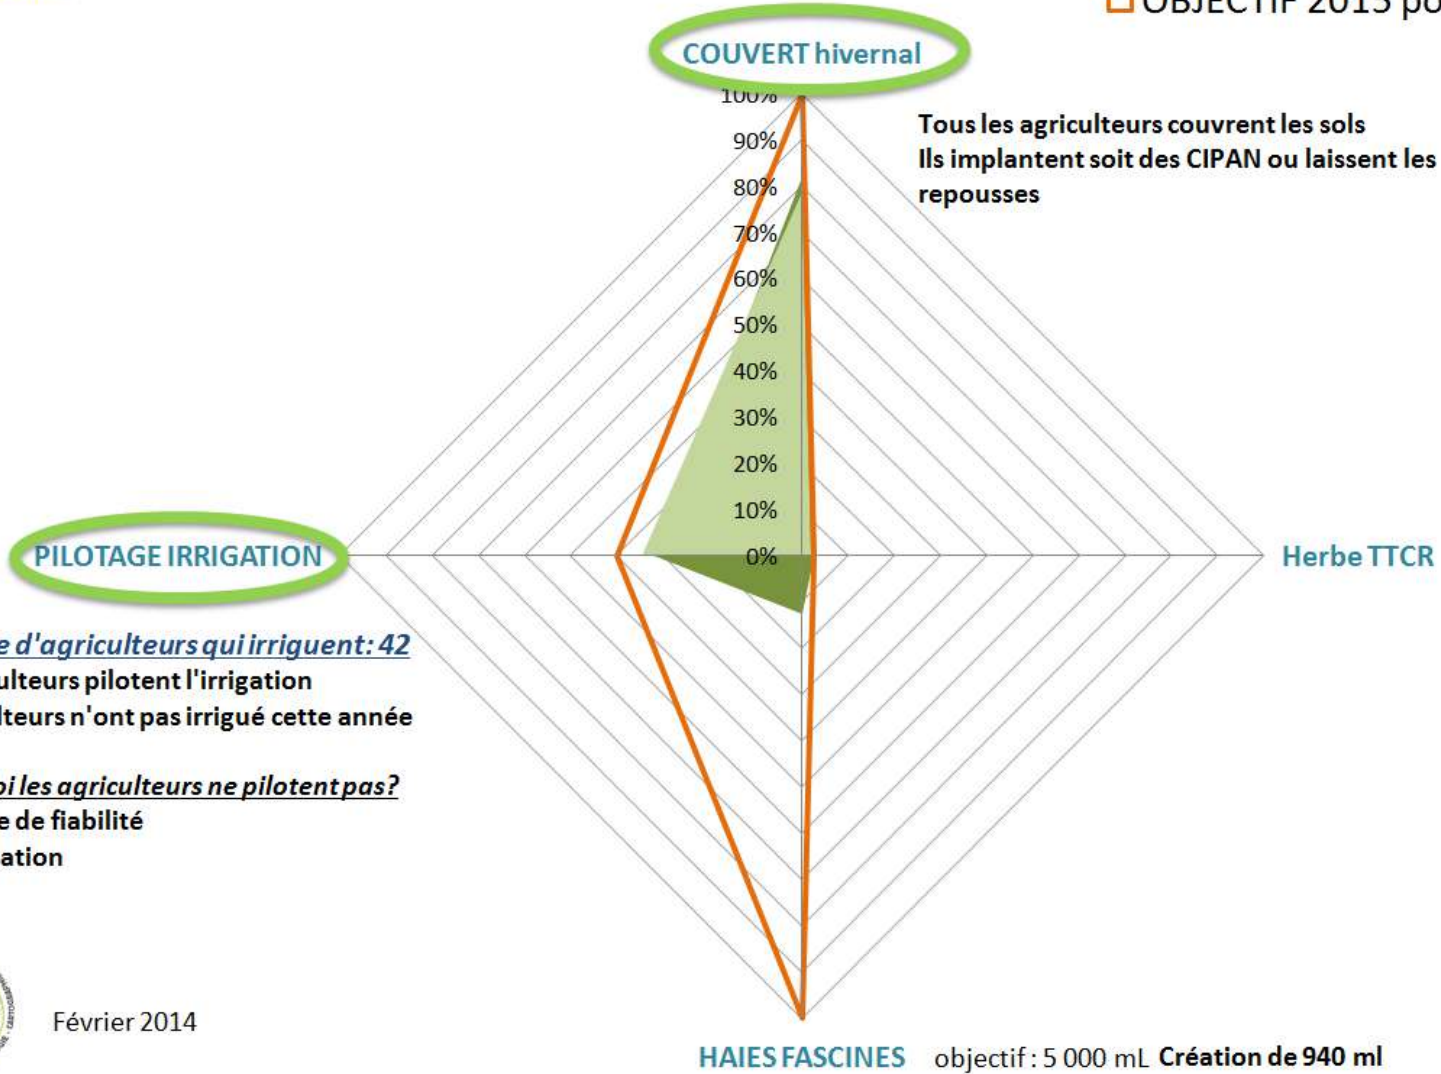 OBJECTIF 2015 po
COUVERT hivernal
100%
Tous les agriculteurs couvrent les sols
Ils implantent soit des CIPAN ou laissent les
repousses
90%
80%
70%
60%
50%
40%
30%
20%
10%
0%
PILOTAGE IRRIGATION
Herbe TTCR
e d'agriculteurs qui irriguent: 42
ulteurs pilotent l'irrigation
lteurs n'ont pas irrigué cette année
oi les agriculteurs ne pilotent pas?
e de fiabilité
ation
Février 2014
HAIES FASCINES objectif : 5 000 mL Création de 940 ml